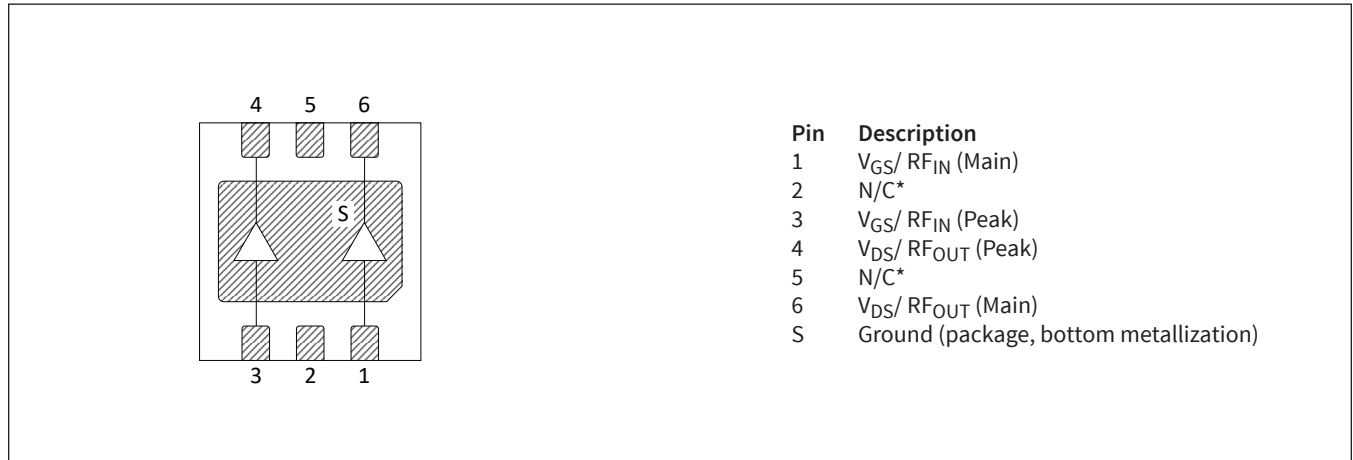 4 5 6
S
3 2 1
Pin Description
1 VGS/ RFIN (Main)
2 N/C*
3 VGS/ RFIN (Peak)
4 VDS/ RFOUT (Peak)
5 N/C*
6 VDS/ RFOUT (Main)
S Ground (package, bottom metallization)